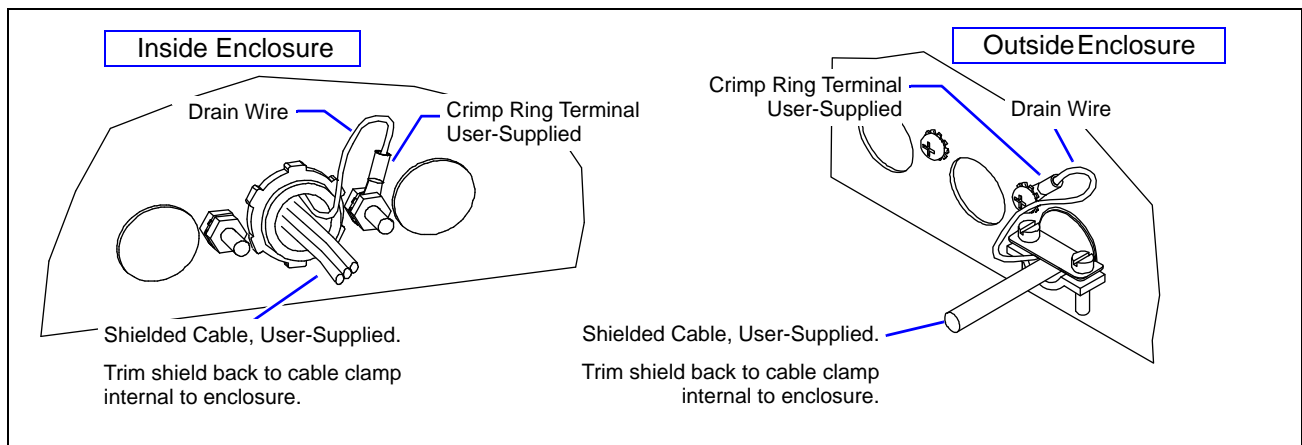 Inside Enclosure
Drain Wire
Crimp Ring Terminal
User-Supplied
Shielded Cable, User-Supplied.
Trim shield back to cable clamp
internal to enclosure.
Outside Enclosure
Crimp Ring Terminal
User-Supplied
Drain Wire
Shielded Cable, User-Supplied.
Trim shield back to cable clamp
internal to enclosure.